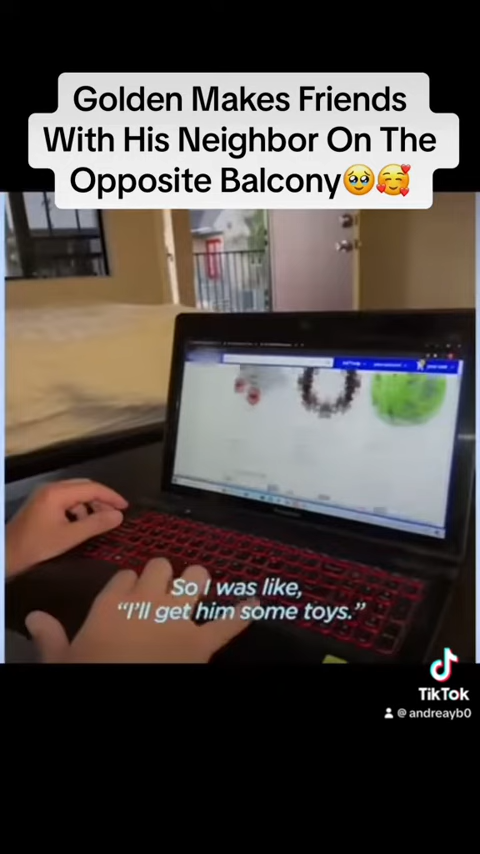 Golden Makes Friends
With His Neighbor On The
Opposite Balcony🥹🥰
So I was like,
"I'll get him some toys."
TikTok
@andreayb0